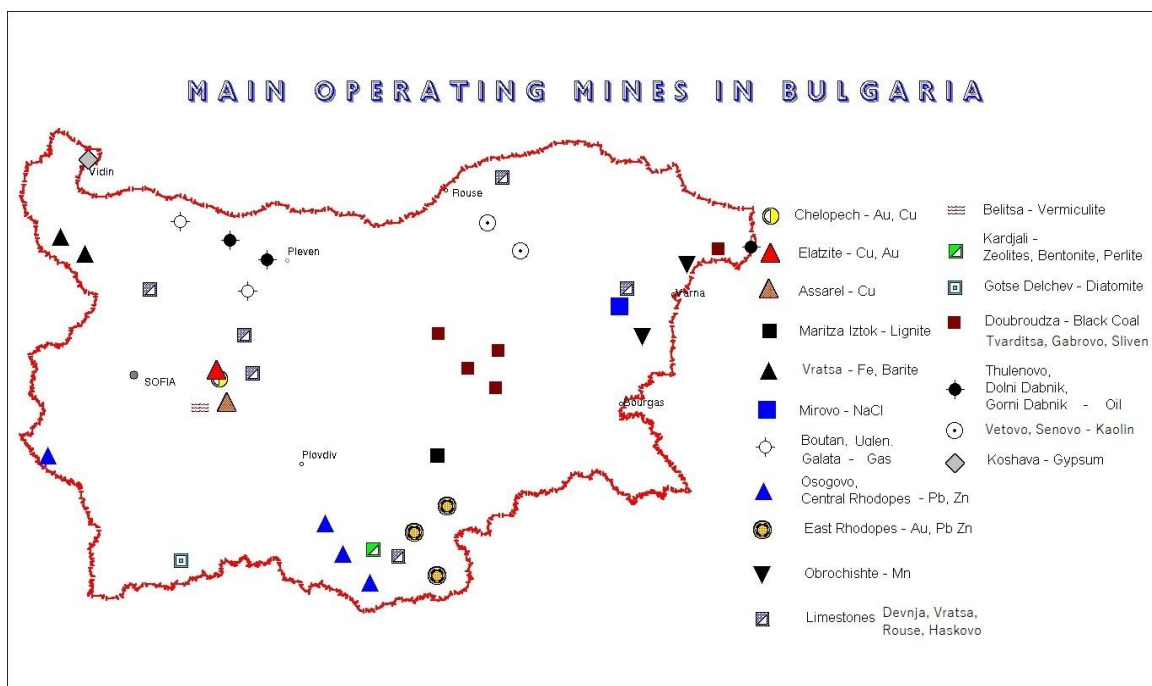 MAIN OPERATING MINES IN BULGARIA
Vidin
Rouse
Pleven
Varna
SOFIA
Bourgas
Plovdiv
Chelopech - Au, Cu
Elatzite - Cu, Au
Assarel - Cu
Maritza Iztok - Lignite
Vratsa - Fe, Barite
Mirovo - NaCl
Boutan, Uglen,
Galata - Gas
Osogovo,
Central Rhodopes - Pb, Zn
East Rhodopes - Au, Pb Zn
Obrochishte - Mn
Limestones Devnja, Vratsa,
Rouse, Haskovo
Belitsa - Vermiculite
Kardjali -
Zeolites, Bentonite, Perlite
Gotse Delchev - Diatomite
Doubroudza - Black Coal
Tvarditsa, Gabrovo, Sliven
Thulenovo,
Dolni Dabnik,
Gorni Dabnik - Oil
Vetovo, Senovo - Kaolin
Koshava - Gypsum